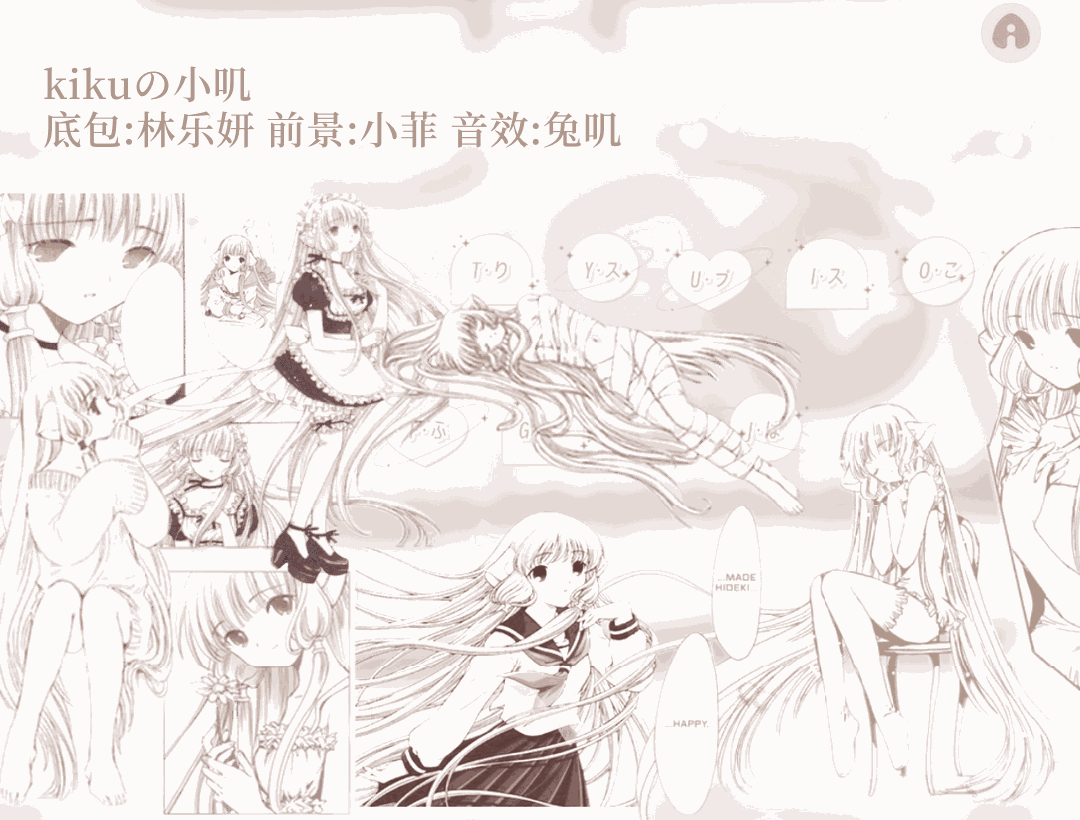 kikuの小叽
底包:林乐妍 前景:小菲 音效:兔叽
T・り
Y・ス
U・プ
I・ス
O・こ
...MADE
HIDEKI...
...HAPPY.